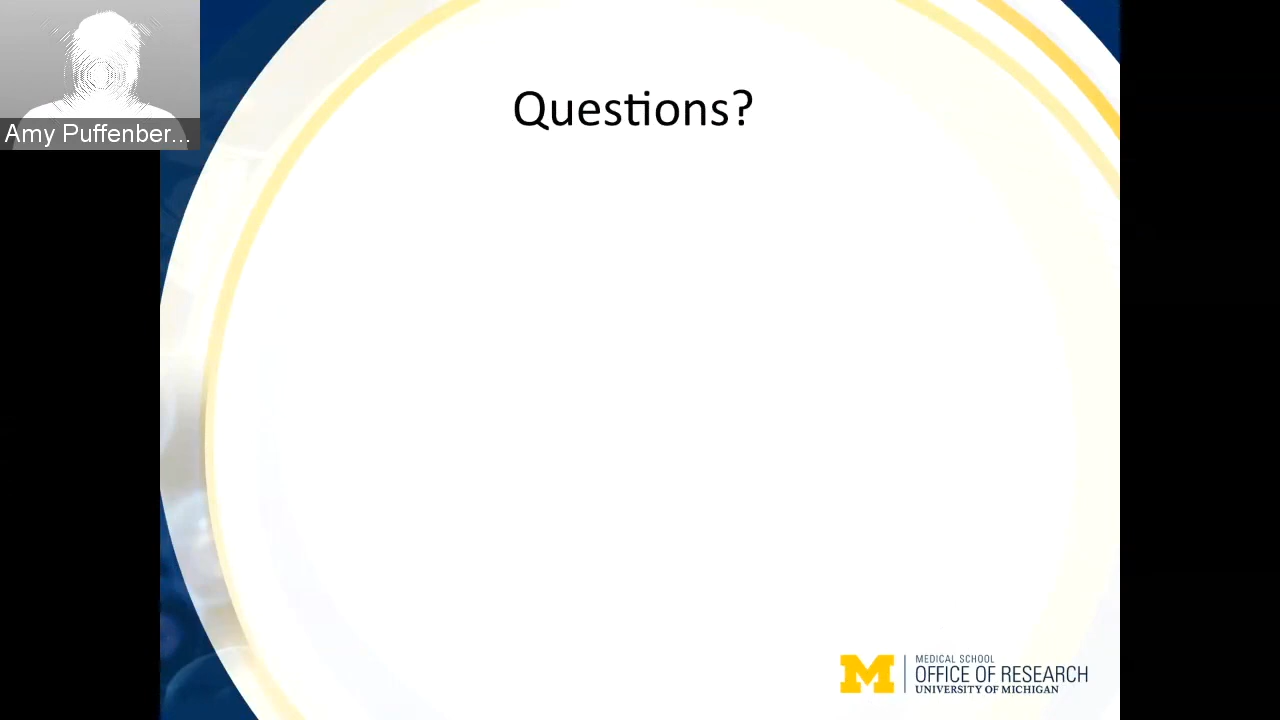 Amy Puffenber...
Questions?
M
MEDICAL SCHOOL
OFFICE OF RESEARCH
UNIVERSITY OF MICHIGAN